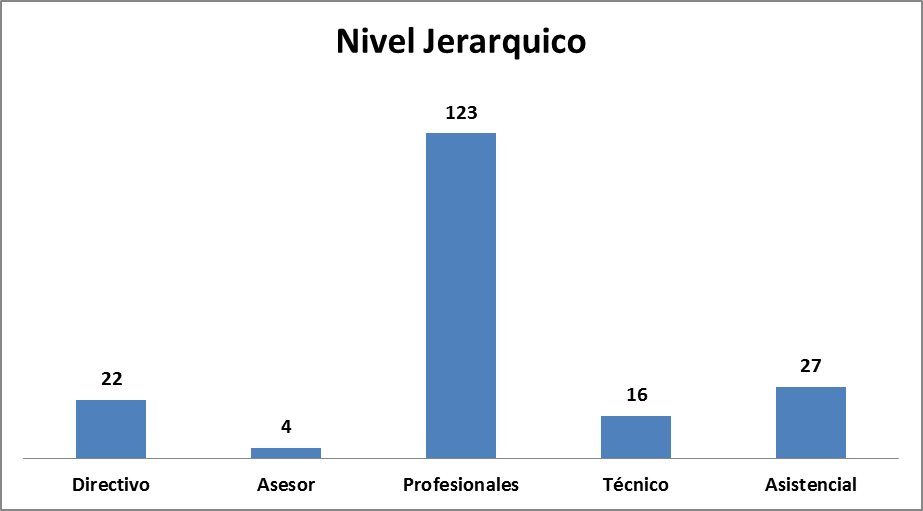 Nivel Jerarquico
123
22
4
16
27
Directivo
Asesor
Profesionales
Técnico
Asistencial